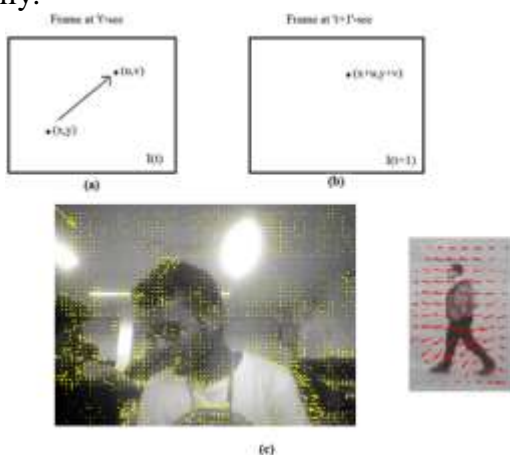 Frame at 't'-sec
Frame at 't+1'-sec
(u,v)
(x+u,y+v)
(x,y)
I(t)
I(t+1)
(a)
(b)
(c)